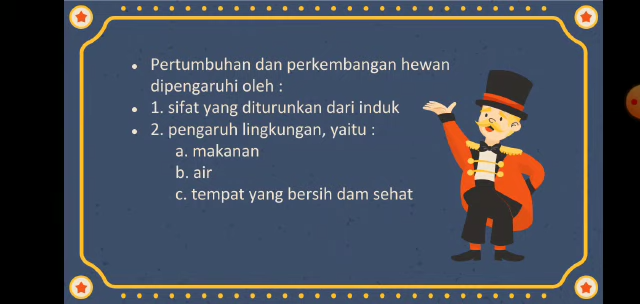 • Pertumbuhan dan perkembangan hewan
dipengaruhi oleh :
• 1. sifat yang diturunkan dari induk
• 2. pengaruh lingkungan, yaitu :
a. makanan
b. air
c. tempat yang bersih dam sehat